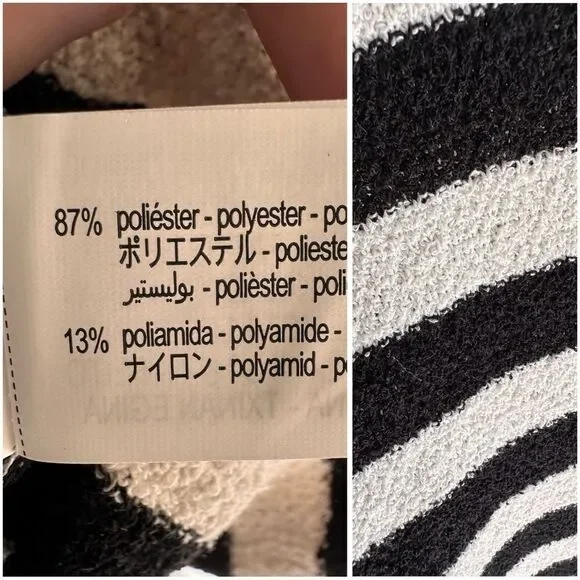 87% poliéster - polyester - po
ポリエステル - polieste
بوليستير - polièster - poli
13% poliamida - polyamide -
ナイロン - polyamid - p